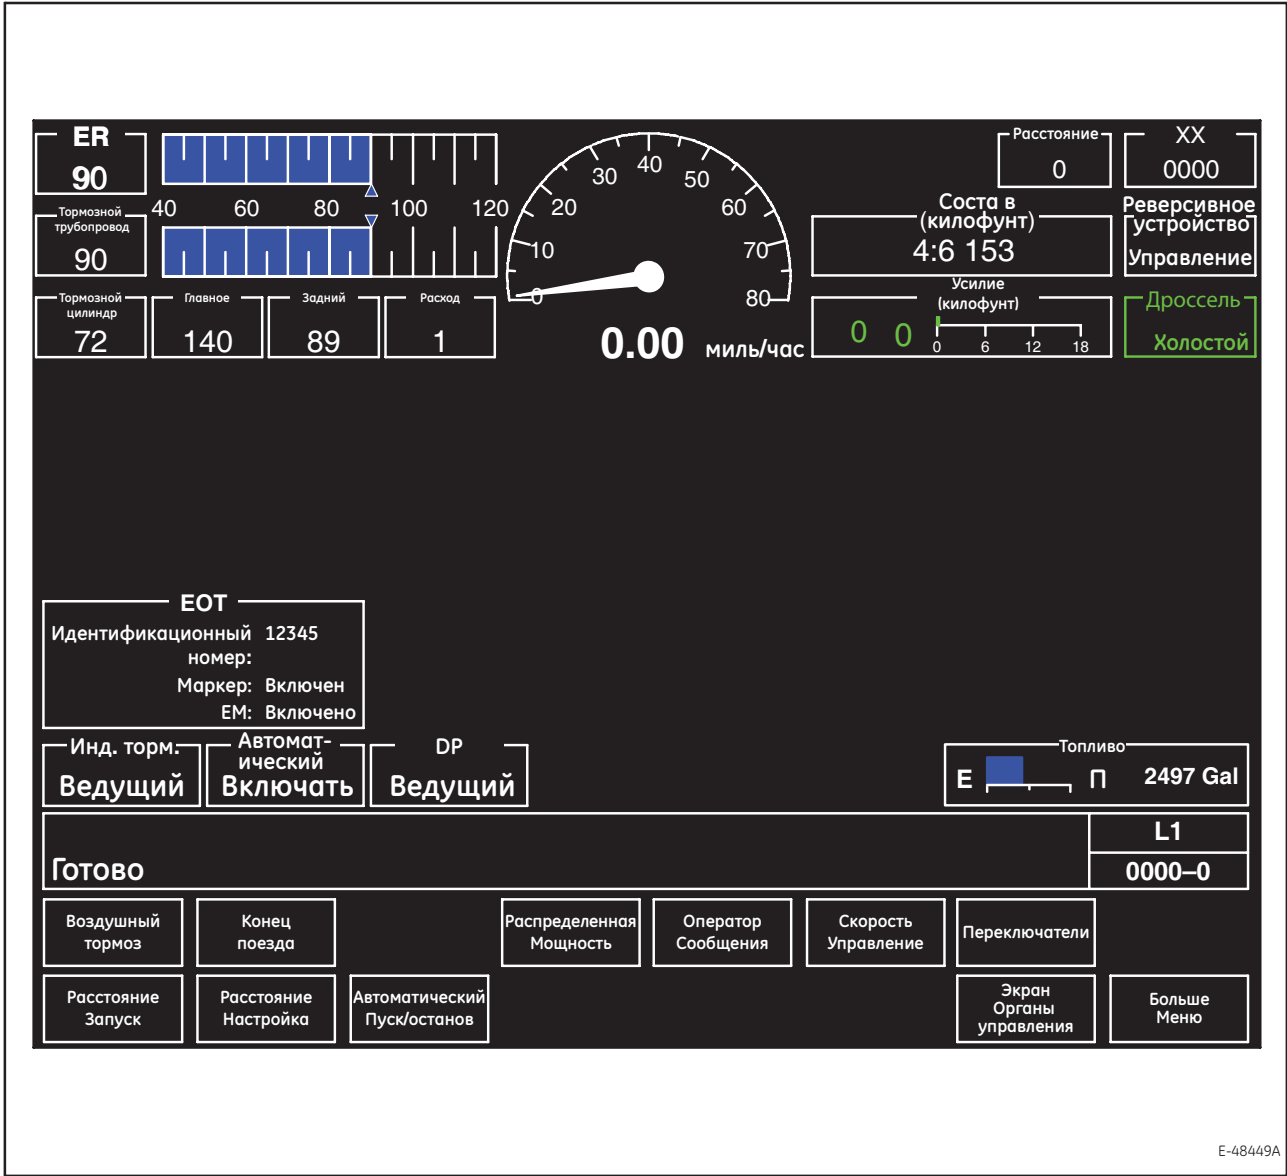 ER
90
Тормозной
трубопровод
90
40 60 80 100 120
Тормозной
цилиндр
72
Главное
140
Задний
89
Расход
1
0 10 20 30 40 50 60 70 80
0.00 миль/час
Расстояние
0
XX
0000
Соста в
(килофунт)
4:6 153
Реверсивное
устройство
Управление
Усилие
(килофунт)
0 0
0 6 12 18
Дроссель
Холостой
EOT
Идентификационный 12345
номер:
Маркер: Включен
ЕМ: Включено
Инд. торм.
Ведущий
Автомат-
ический
Включать
DP
Ведущий
Топливо
E П 2497 Gal
Готово
L1
0000–0
Воздушный
тормоз
Конец
поезда
Распределенная
Мощность
Оператор
Сообщения
Скорость
Управление
Переключатели
Расстояние
Запуск
Расстояние
Настройка
Автоматический
Пуск/останов
Экран
Органы
управления
Больше
Меню
E-48449A